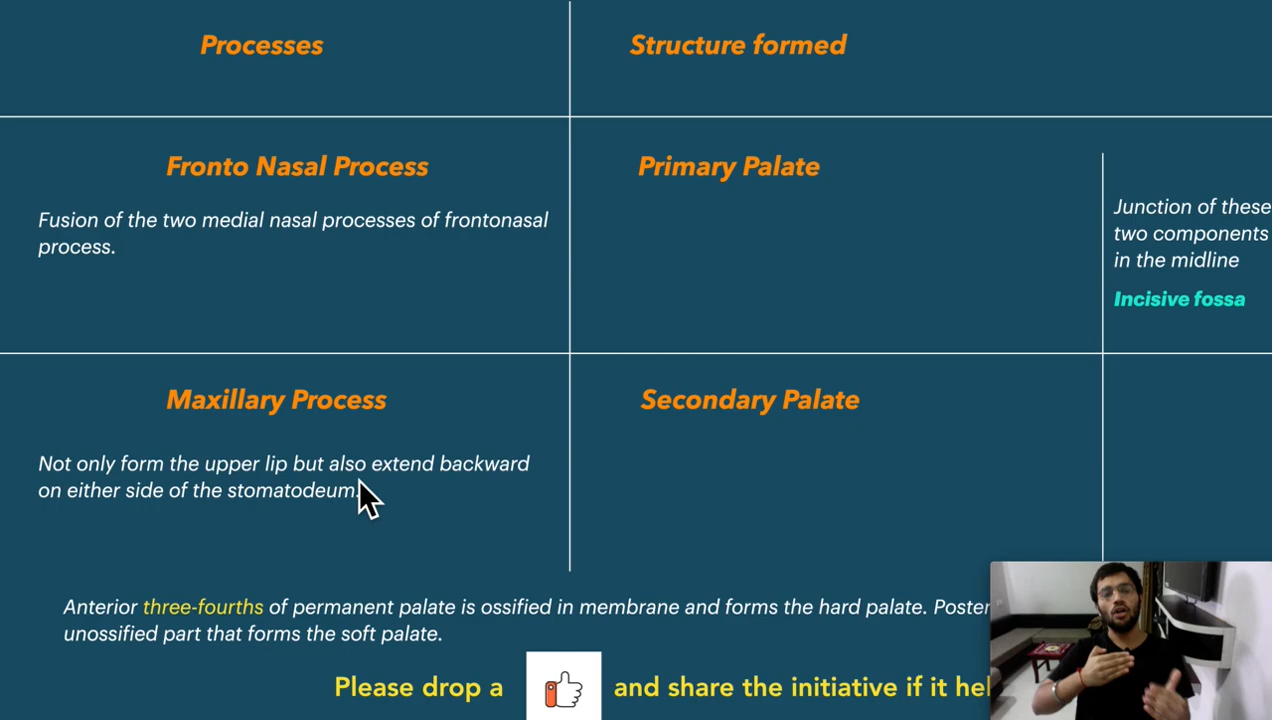 Processes
Structure formed
Fronto Nasal Process
Primary Palate
Fusion of the two medial nasal processes of frontonasal
process.
Junction of these
two components
in the midline
Incisive fossa
Maxillary Process
Secondary Palate
Not only form the upper lip but also extend backward
on either side of the stomatodeum.
Anterior three-fourths of permanent palate is ossified in membrane and forms the hard palate.
unossified part that forms the soft palate.
Please drop a
and share the initiative if it